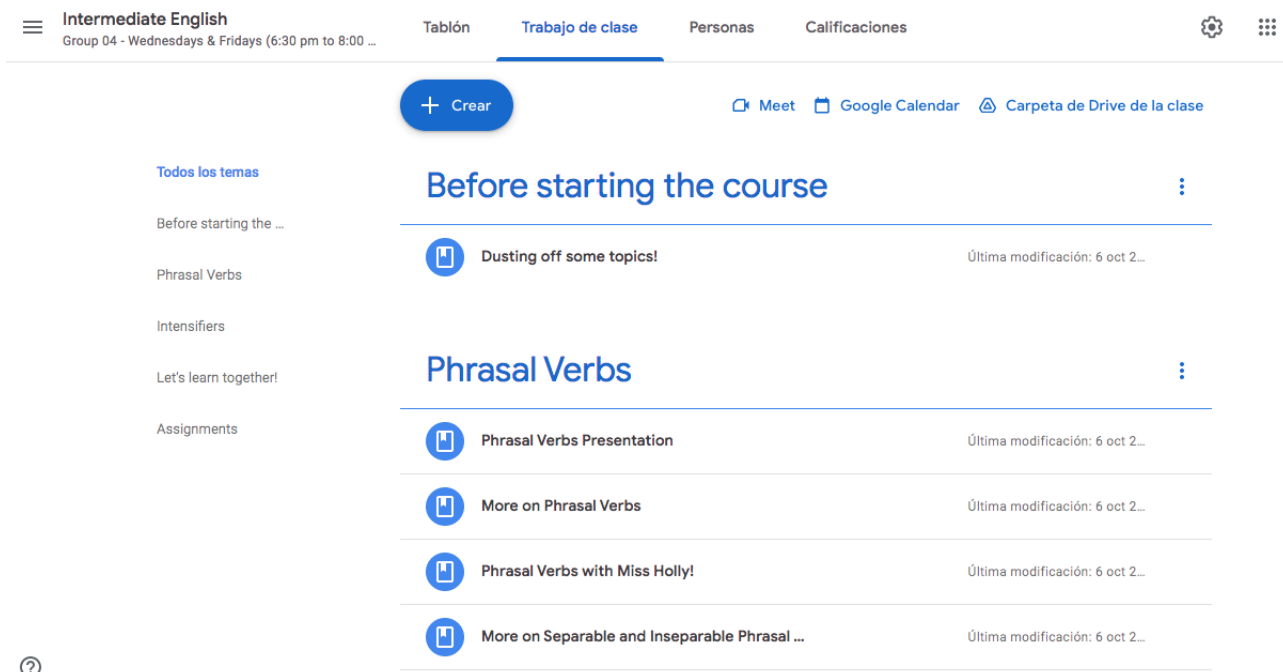 Intermediate English
Group 04 - Wednesdays & Fridays (6:30 pm to 8:00 ...
Tablón
Trabajo de clase
Personas
Calificaciones
Crear
Meet
Google Calendar
Carpeta de Drive de la clase
Todos los temas
Before starting the ...
Phrasal Verbs
Intensifiers
Let's learn together!
Assignments
Before starting the course
Dusting off some topics!
Última modificación: 6 oct 2...
Phrasal Verbs
Phrasal Verbs Presentation
Última modificación: 6 oct 2...
More on Phrasal Verbs
Última modificación: 6 oct 2...
Phrasal Verbs with Miss Holly!
Última modificación: 6 oct 2...
More on Separable and Inseparable Phrasal ...
Última modificación: 6 oct 2...